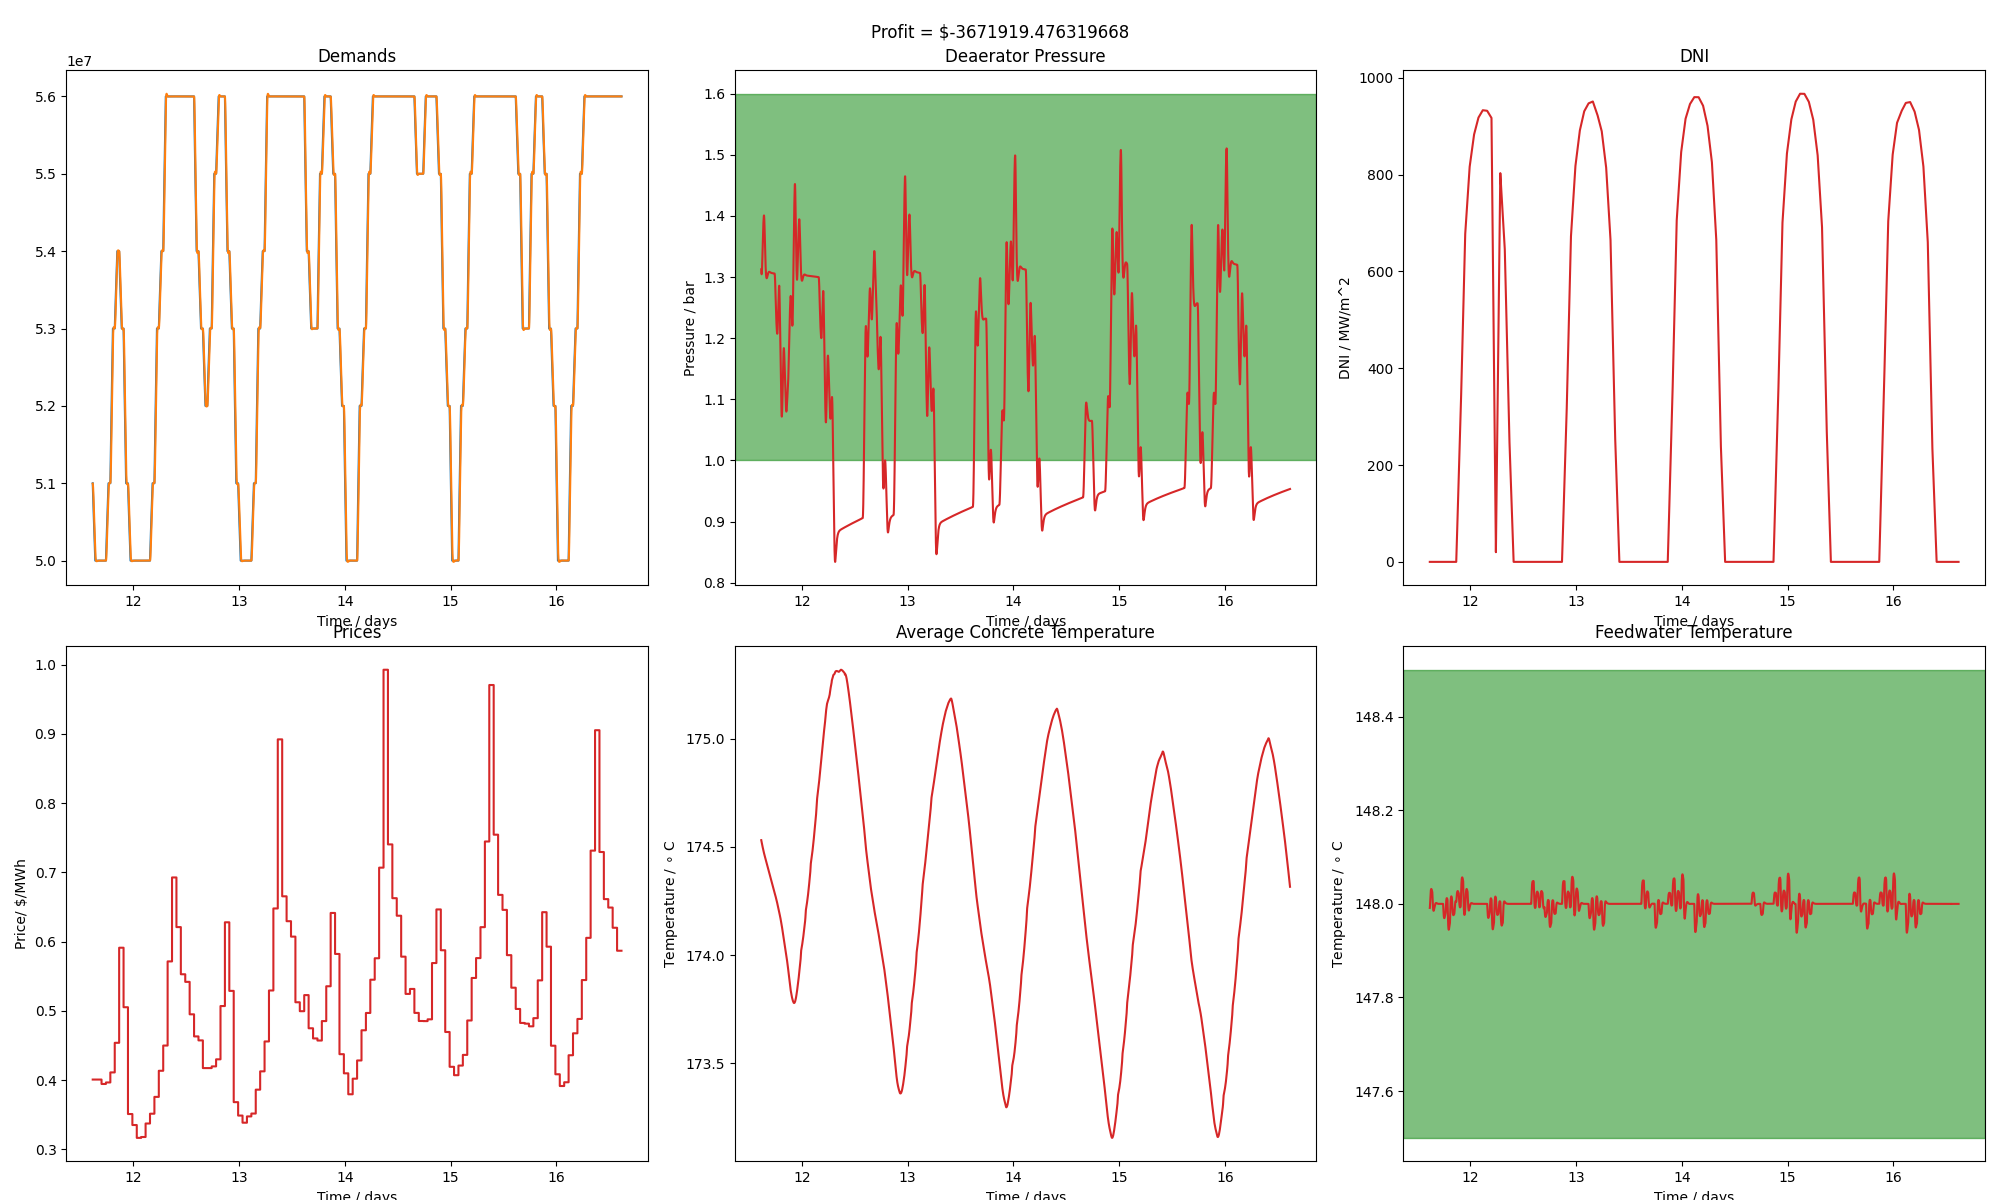 Profit = $-3671919.476319668
Demands
1e7
5.6
5.5
5.4
5.3
5.2
5.1
5.0
12 13 14 15 16
Time / days
Deaerator Pressure
Pressure / bar
1.6
1.5
1.4
1.3
1.2
1.1
1.0
0.9
0.8
12 13 14 15 16
Time / days
DNI
DNI / MW/m^2
1000
800
600
400
200
0
12 13 14 15 16
Time / days
Prices
Price/ $/MWh
1.0
0.9
0.8
0.7
0.6
0.5
0.4
0.3
12 13 14 15 16
Time / days
Average Concrete Temperature
Temperature / ∘ C
175.0
174.5
174.0
173.5
12 13 14 15 16
Time / days
Feedwater Temperature
Temperature / ∘ C
148.4
148.2
148.0
147.8
147.6
12 13 14 15 16
Time / days